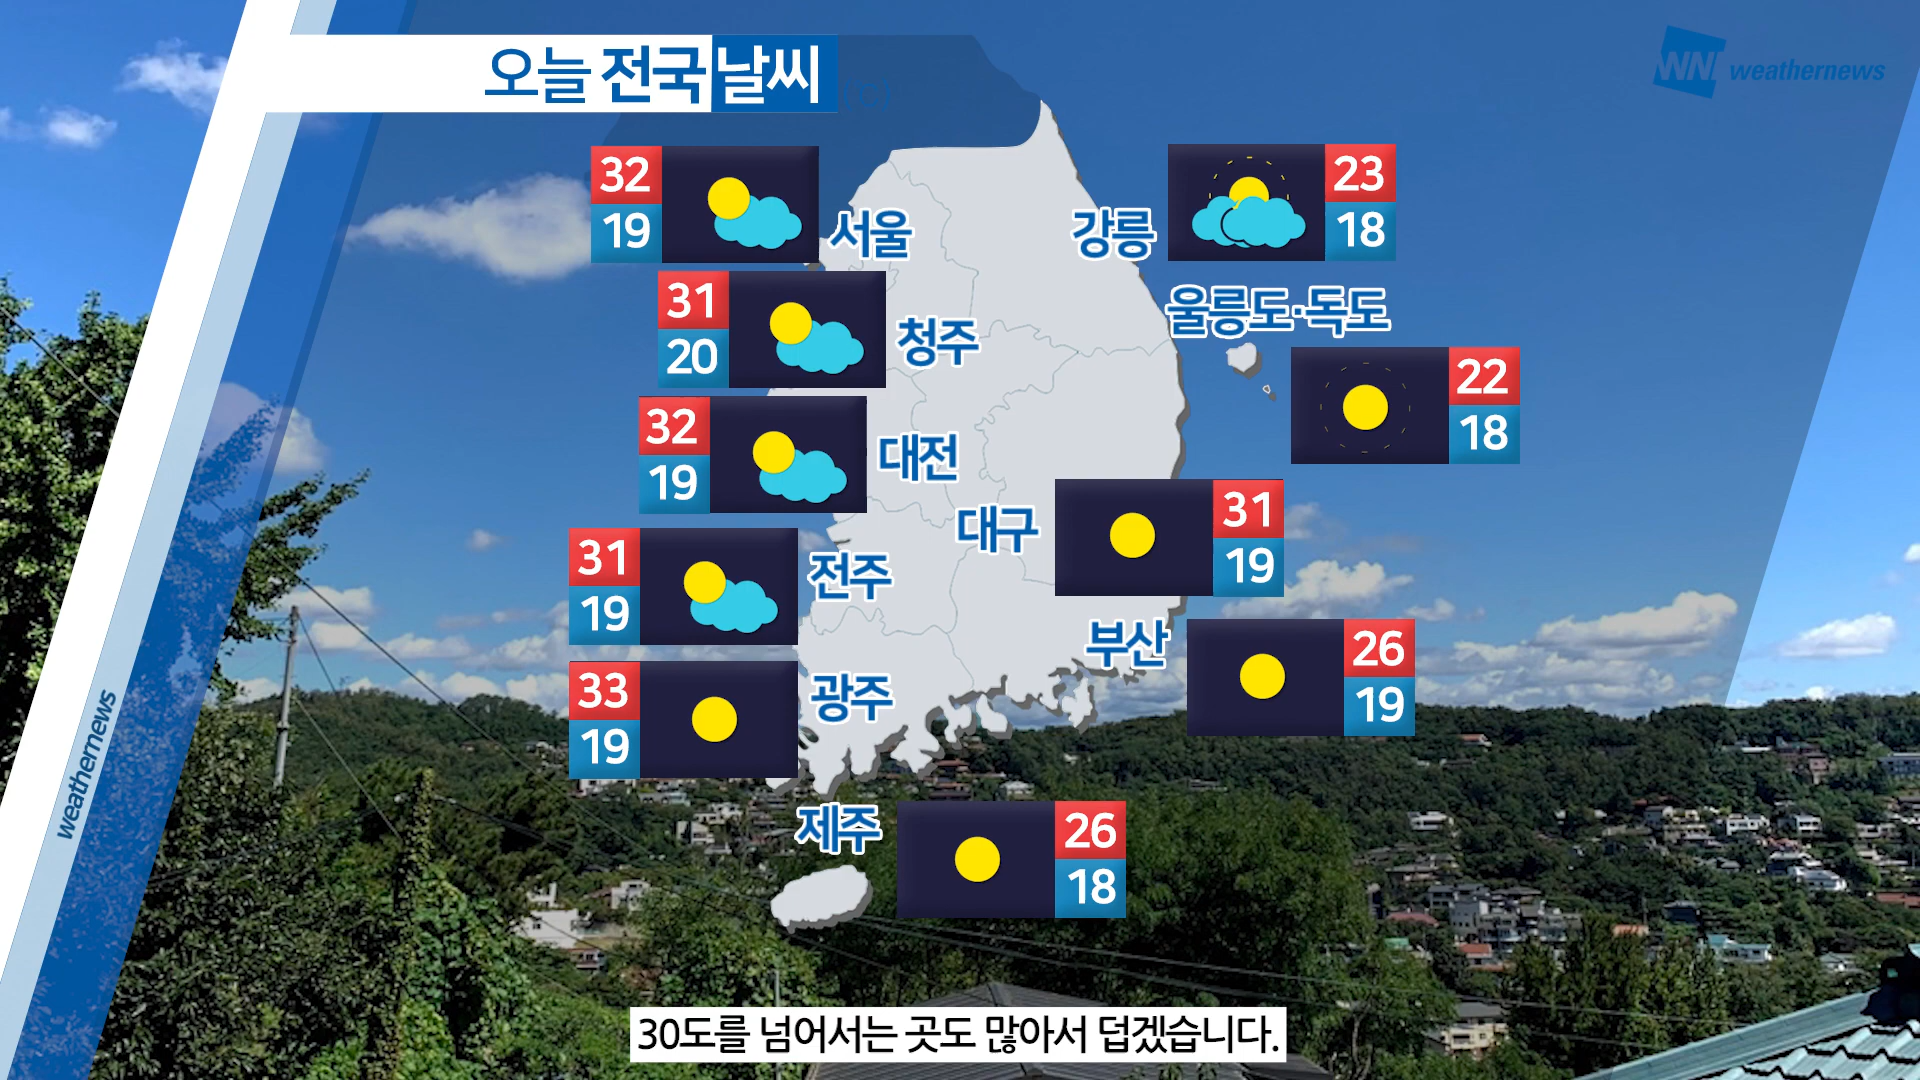 오늘 전국 날씨 (℃)
WN weathernews
32
19
서울
강릉
23
18
31
20
청주
울릉도·독도
22
18
32
19
대전
대구
31
19
31
19
전주
부산
26
19
33
19
광주
제주
26
18
weathernews
30도를 넘어서는 곳도 많아서 덥겠습니다.